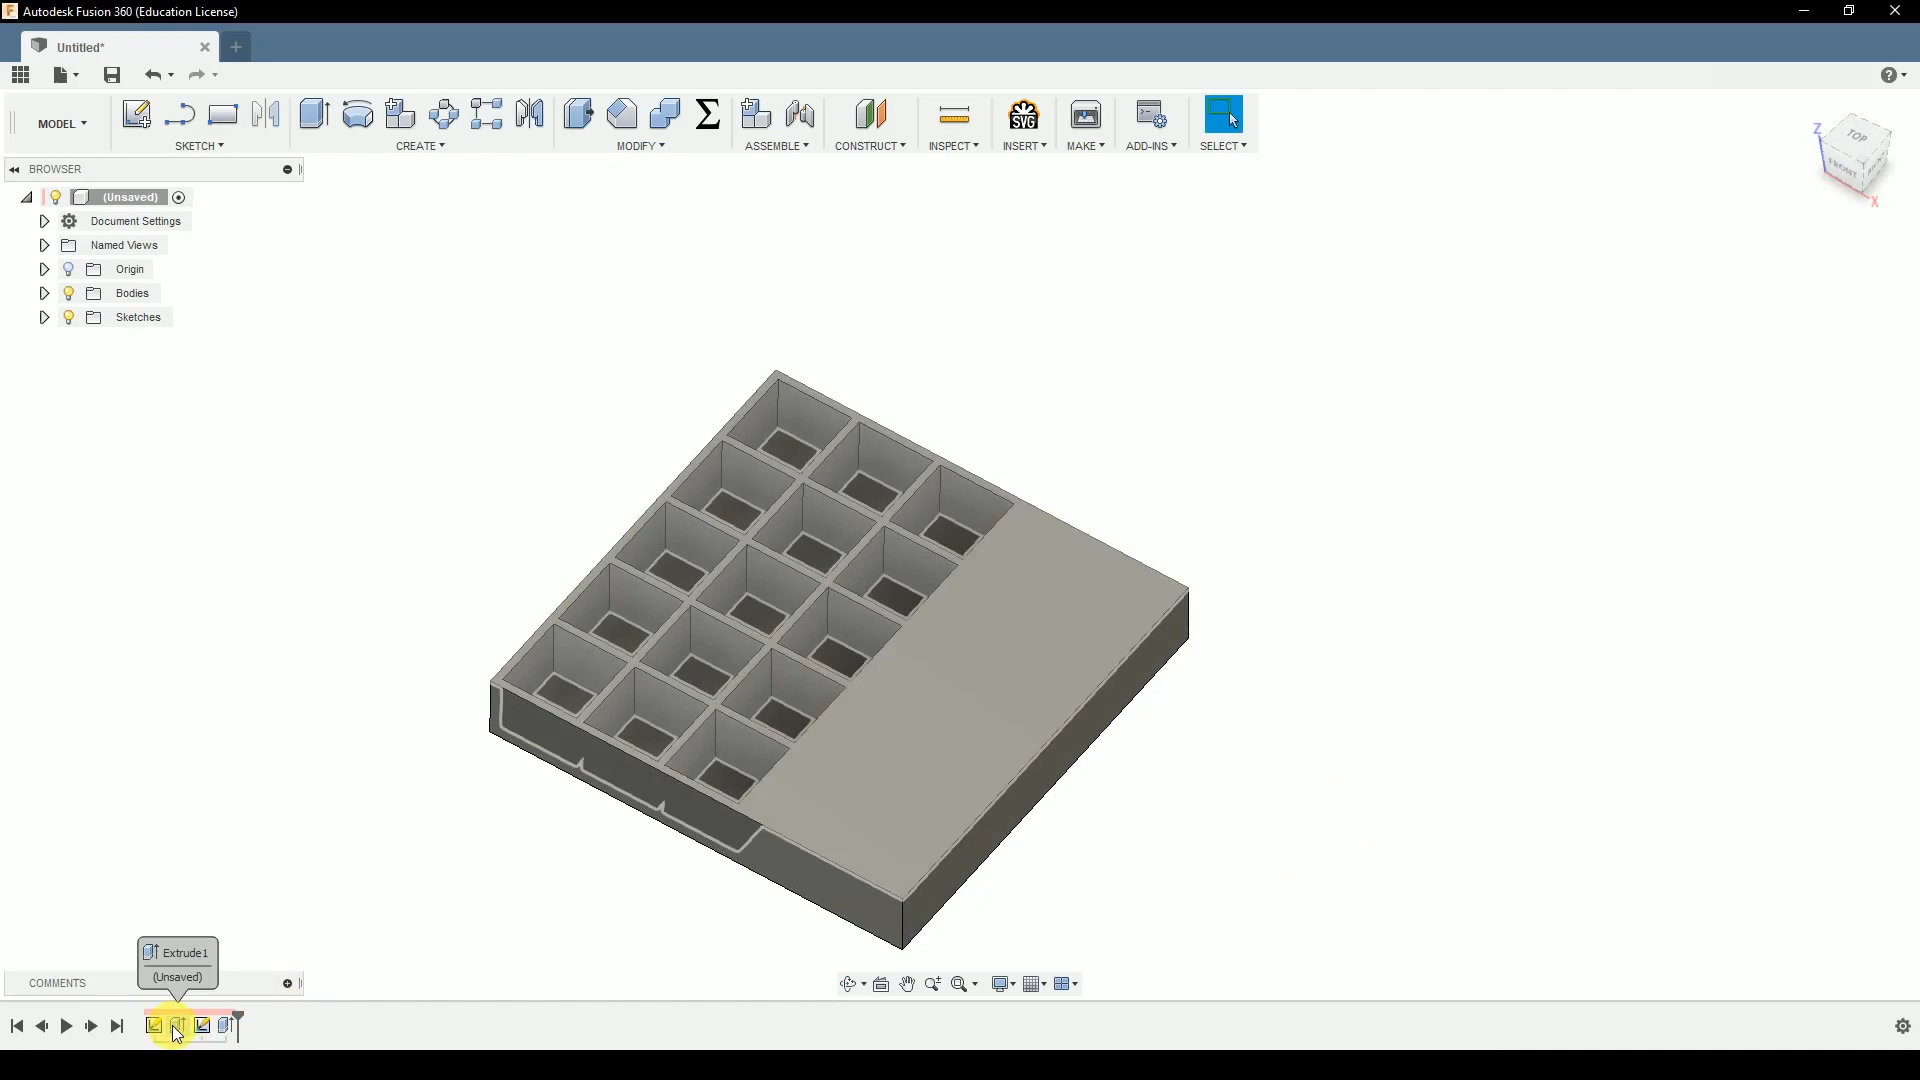 Autodesk Fusion 360 (Education License)
Untitled*
MODEL
SKETCH
CREATE
MODIFY
ASSEMBLE
CONSTRUCT
INSPECT
SVG
INSERT
MAKE
ADD-INS
SELECT
Z
TOP
FRONT
X
BROWSER
(Unsaved)
Document Settings
Named Views
Origin
Bodies
Sketches
Extrude1
(Unsaved)
COMMENTS